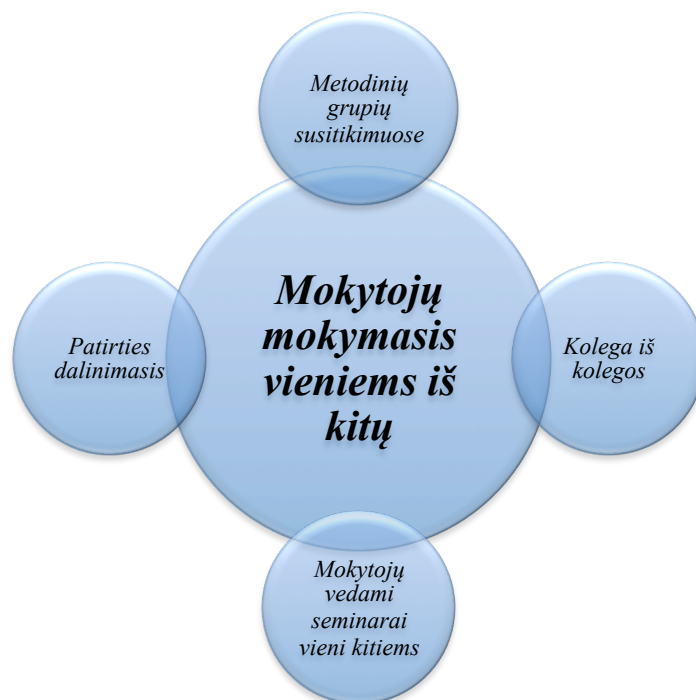 Metodinių
grupių
susitikimuose
Mokytojų
mokymasis
vieniems iš
kitų
Patirties
dalinimasis
Kolega iš
kolegos
Mokytojų
vedami
seminarai
vieni kitiems